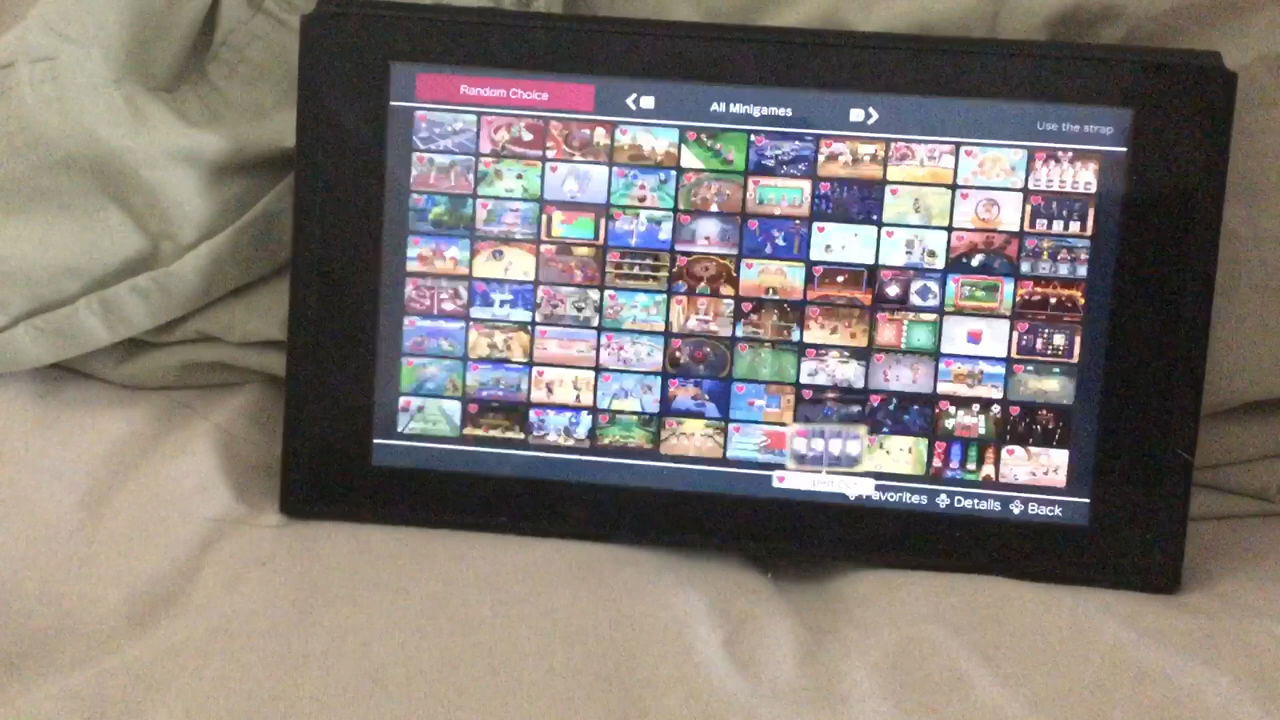 Random Choice
All Minigames
Use the strap
Favorites
Details
Back